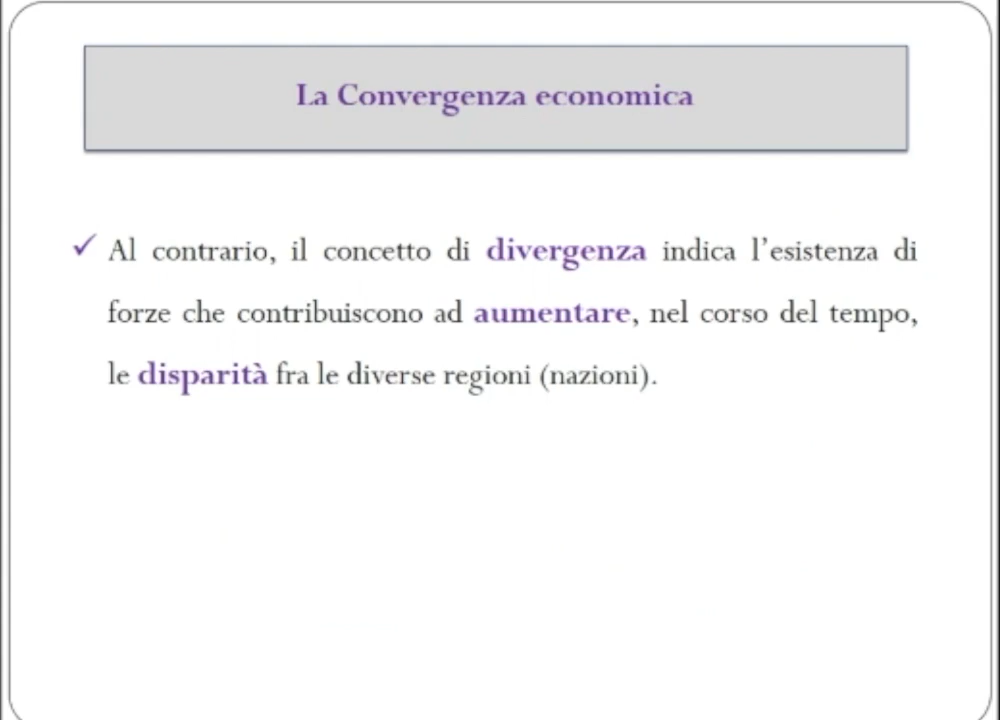 La Convergenza economica
✓ Al contrario, il concetto di divergenza indica l’esistenza di
forze che contribuiscono ad aumentare, nel corso del tempo,
le disparità fra le diverse regioni (nazioni).